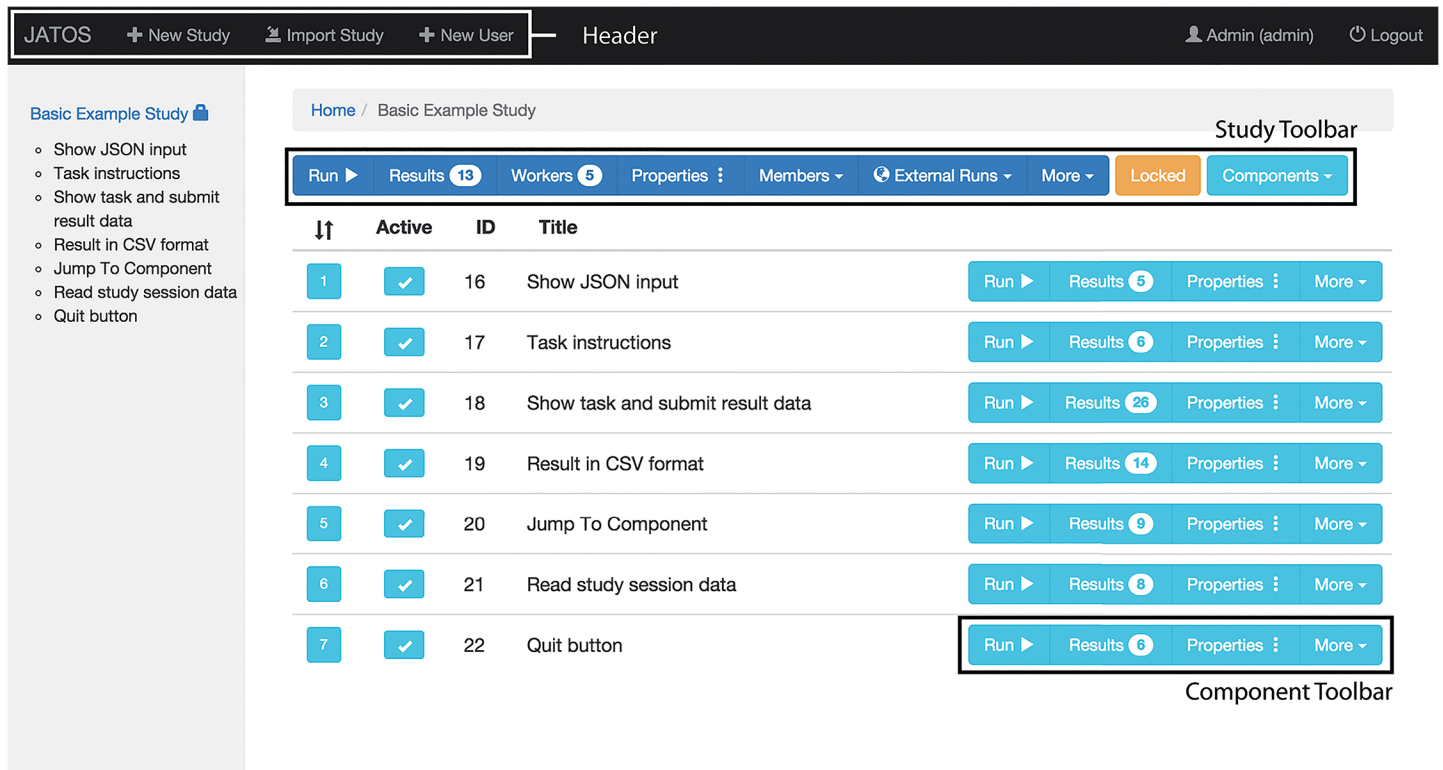 JATOS New Study Import Study New User Header Admin (admin) Logout
Basic Example Study
Show JSON input
Task instructions
Show task and submit
result data
Result in CSV format
Jump To Component
Read study session data
Quit button
Home / Basic Example Study
Study Toolbar
Run Results 13 Workers 5 Properties Members External Runs More Locked Components
Active ID Title
1 16 Show JSON input Run Results 5 Properties More
2 17 Task instructions Run Results 6 Properties More
3 18 Show task and submit result data Run Results 26 Properties More
4 19 Result in CSV format Run Results 14 Properties More
5 20 Jump To Component Run Results 9 Properties More
6 21 Read study session data Run Results 8 Properties More
7 22 Quit button Run Results 6 Properties More
Component Toolbar